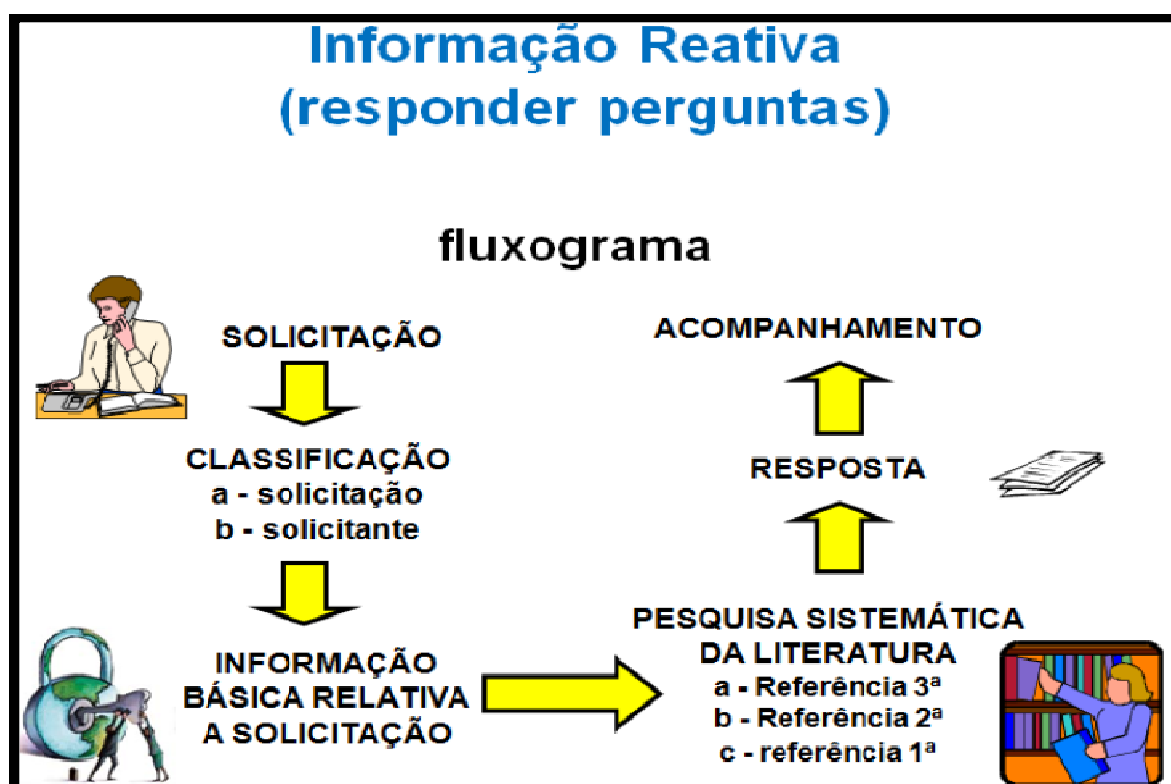 Informação Reativa
(responder perguntas)
fluxograma
SOLICITAÇÃO
CLASSIFICAÇÃO
a - solicitação
b - solicitante
INFORMAÇÃO
BÁSICA RELATIVA
A SOLICITAÇÃO
PESQUISA SISTEMÁTICA
DA LITERATURA
a - Referência 3ª
b - Referência 2ª
c - referência 1ª
RESPOSTA
ACOMPANHAMENTO